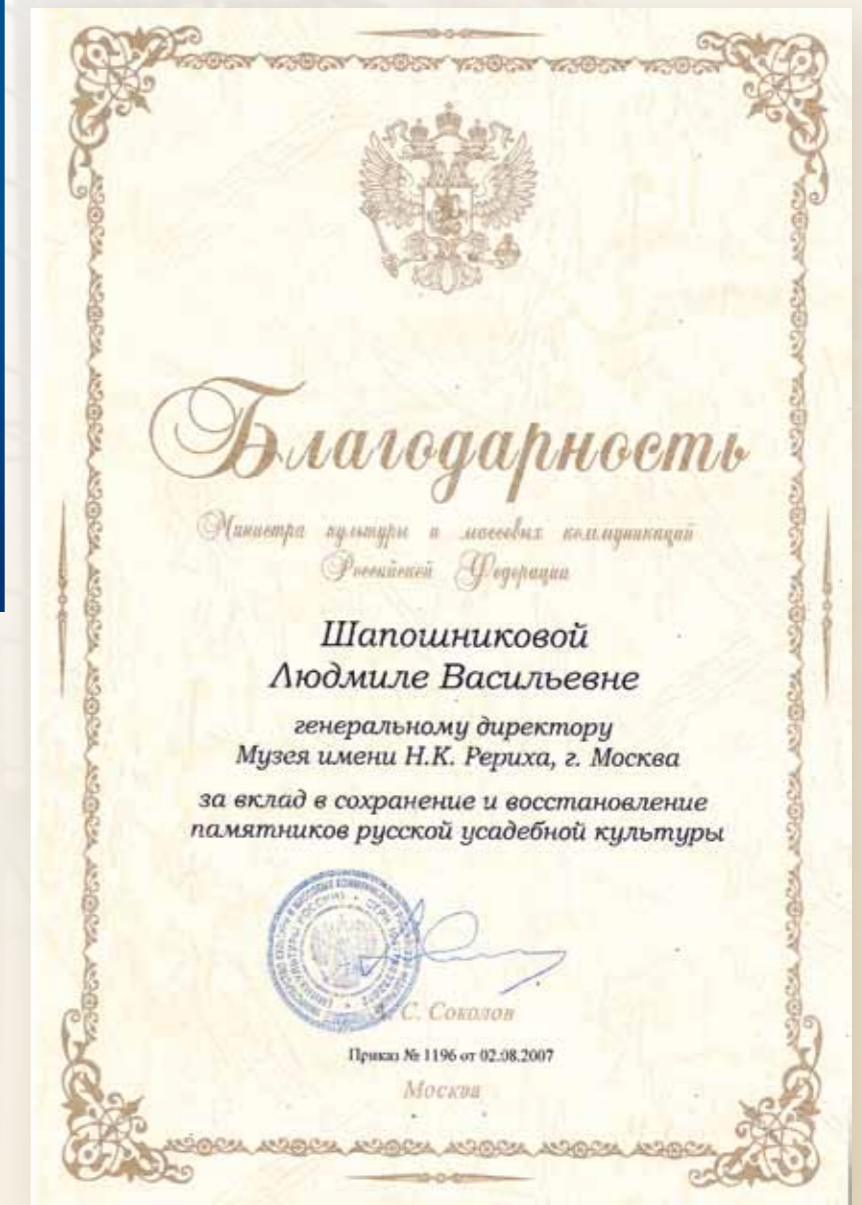 Благодарность
Министра культуры и массовых коммуникаций
Российской Федерации
Шапошниковой
Людмиле Васильевне
генеральному директору
Музея имени Н.К. Рериха, г. Москва
за вклад в сохранение и восстановление
памятников русской усадебной культуры
С. Соколов
Приказ № 1196 от 02.08.2007
Москва